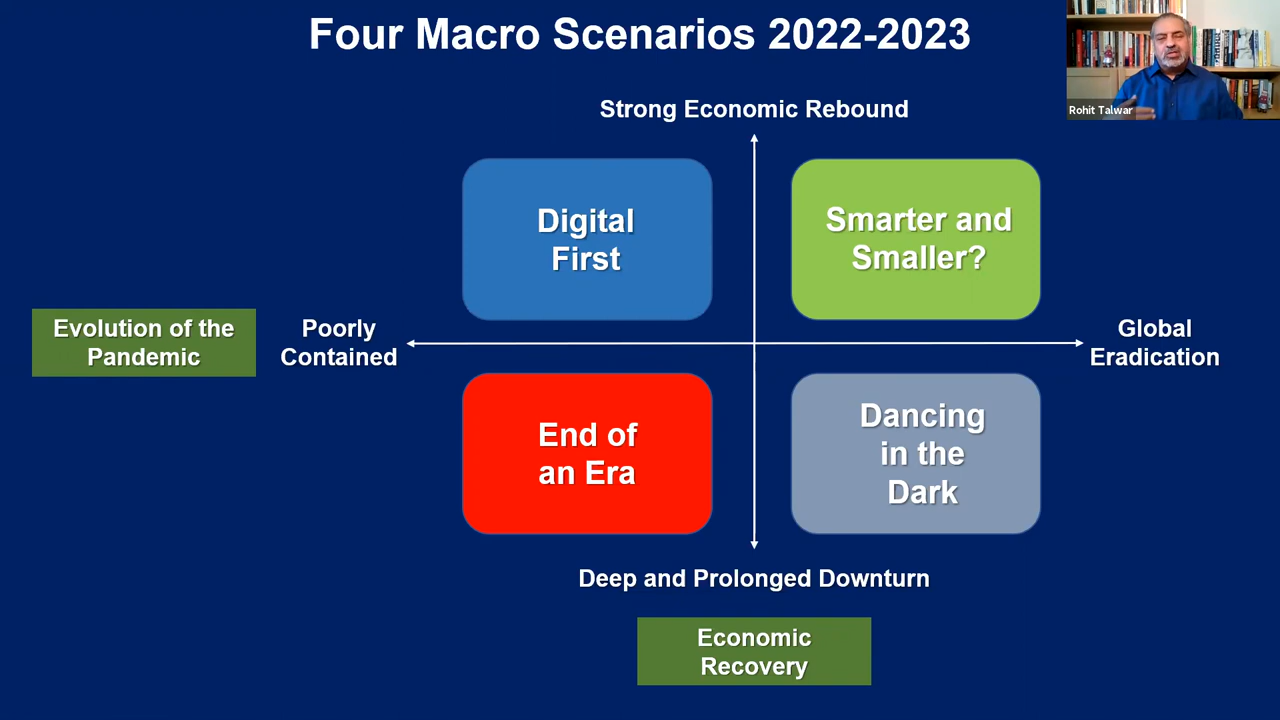 Four Macro Scenarios 2022-2023
Rohit Talwar
Strong Economic Rebound
Digital
First
Smarter and
Smaller?
Evolution of the
Pandemic
Poorly
Contained
Global
Eradication
End of
an Era
Dancing
in the
Dark
Deep and Prolonged Downturn
Economic
Recovery